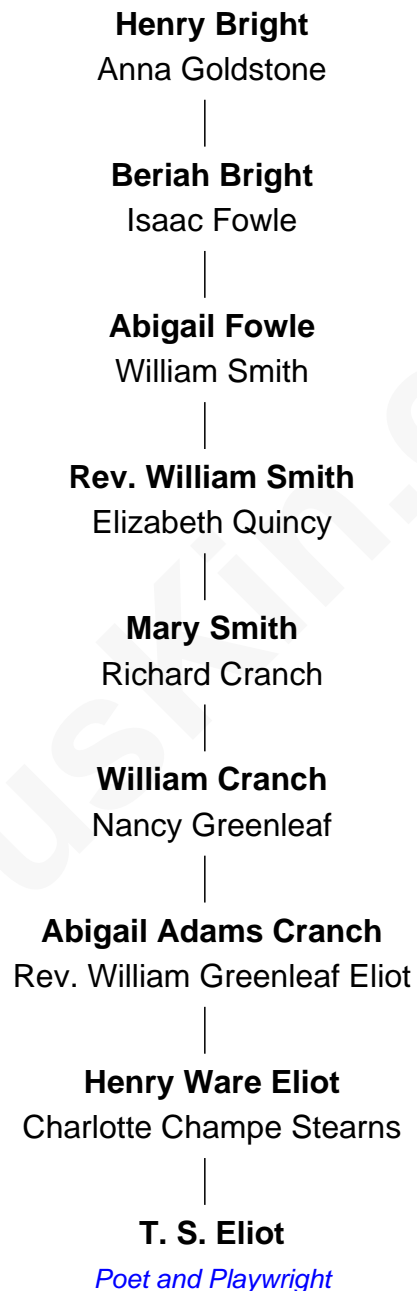 Henry Bright
Anna Goldstone
Beriah Bright
Isaac Fowle
Abigail Fowle
William Smith
Rev. William Smith
Elizabeth Quincy
Mary Smith
Richard Cranch
William Cranch
Nancy Greenleaf
Abigail Adams Cranch
Rev. William Greenleaf Eliot
Henry Ware Eliot
Charlotte Champe Stearns
T. S. Eliot
Poet and Playwright